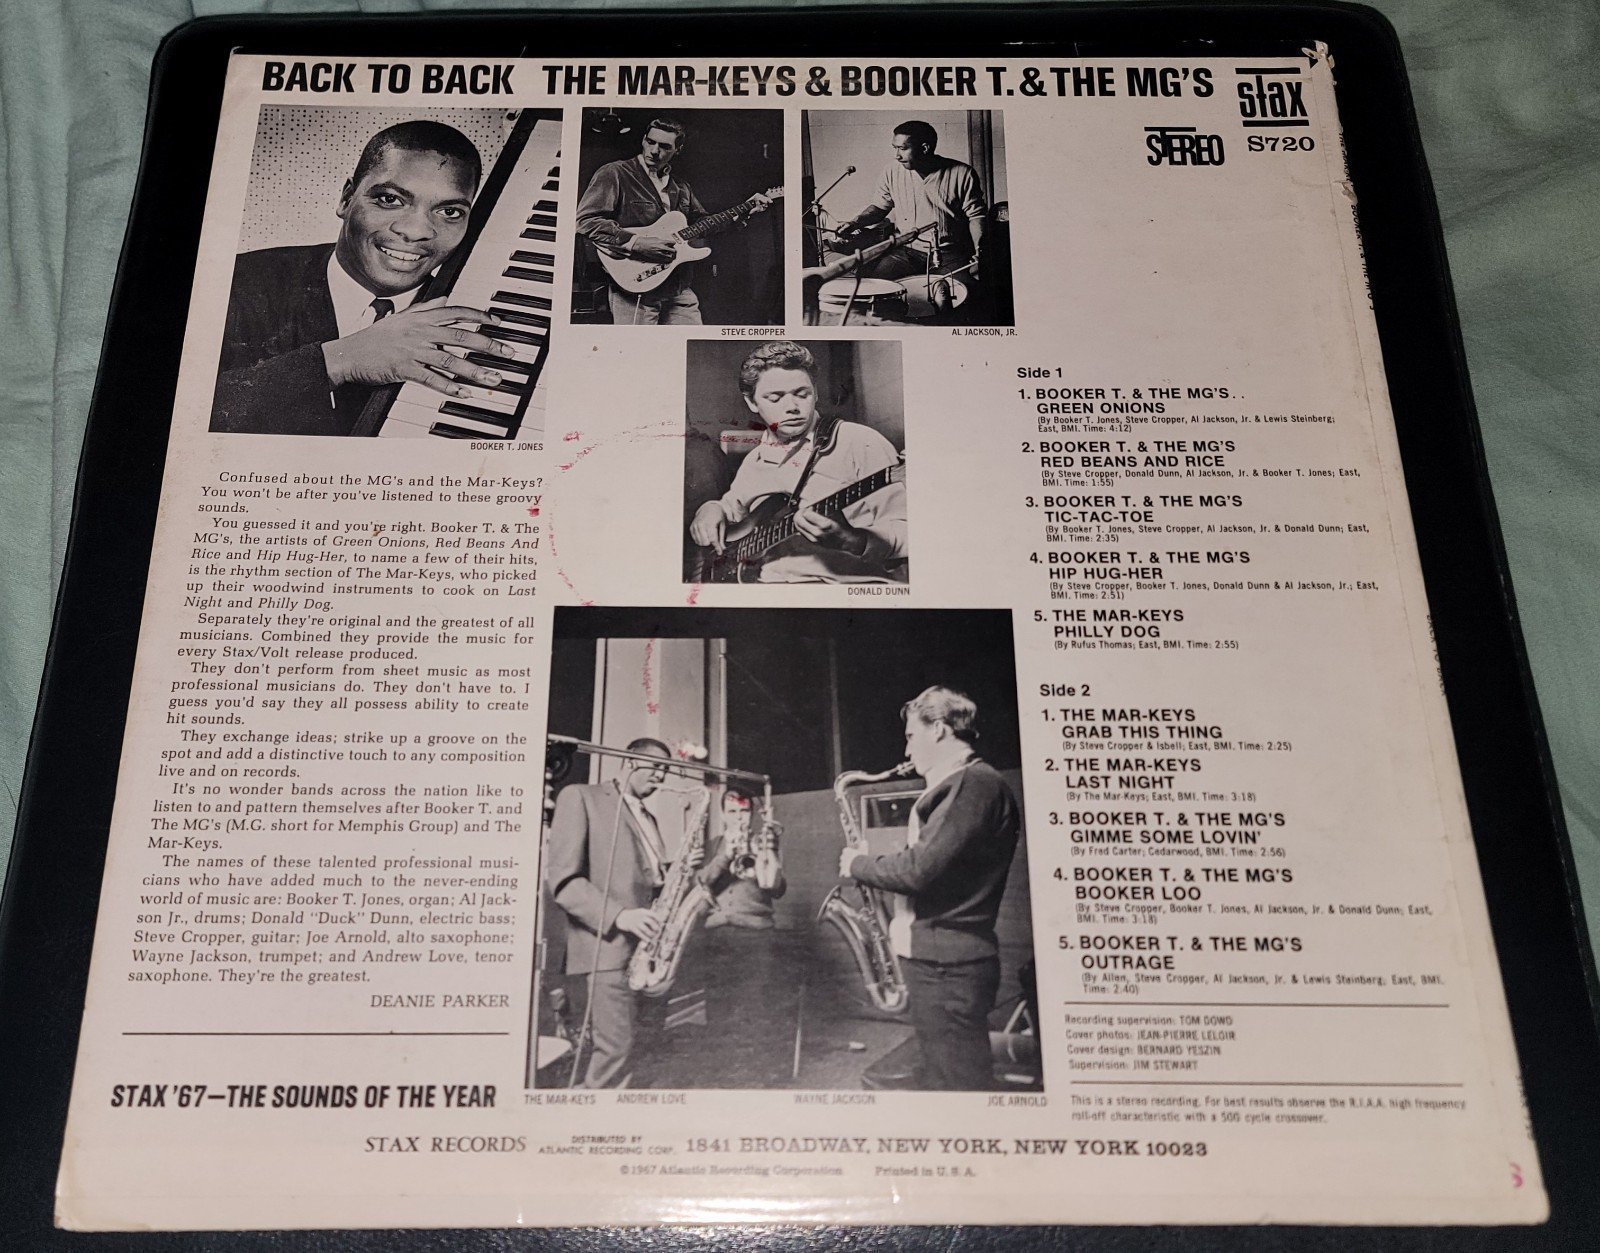 BACK TO BACK THE MAR-KEYS & BOOKER T. & THE MG'S
stax
STEREO
S720
BOOKER T. JONES
STEVE CROPPER
AL JACKSON, JR.
DONALD DUNN
Confused about the MG's and the Mar-Keys?
You won't be after you've listened to these groovy
sounds.
You guessed it and you're right. Booker T. & The
MG's, the artists of Green Onions, Red Beans And
Rice and Hip Hug-Her, to name a few of their hits,
is the rhythm section of The Mar-Keys, who picked
up their woodwind instruments to cook on Last
Night and Philly Dog.
Separately they're original and the greatest of all
musicians. Combined they provide the music for
every Stax/Volt release produced.
They don't perform from sheet music as most
professional musicians do. They don't have to. I
guess you'd say they all possess ability to create
hit sounds.
They exchange ideas; strike up a groove on the
spot and add a distinctive touch to any composition
live and on records.
It's no wonder bands across the nation like to
listen to and pattern themselves after Booker T. and
The MG's (M.G. short for Memphis Group) and The
Mar-Keys.
The names of these talented professional musi-
cians who have added much to the never-ending
world of music are: Booker T. Jones, organ; Al Jack-
son Jr., drums; Donald "Duck" Dunn, electric bass;
Steve Cropper, guitar; Joe Arnold, alto saxophone;
Wayne Jackson, trumpet; and Andrew Love, tenor
saxophone. They're the greatest.
DEANIE PARKER
STAX '67—THE SOUNDS OF THE YEAR
THE MAR-KEYS ANDREW LOVE WAYNE JACKSON JOE ARNOLD
Side 1
1. BOOKER T. & THE MG'S..
GREEN ONIONS
(By Booker T. Jones, Steve Cropper, Al Jackson, Jr. & Lewis Steinberg;
East, BMI. Time: 4:12)
2. BOOKER T. & THE MG'S
RED BEANS AND RICE
(By Steve Cropper, Donald Dunn, Al Jackson, Jr. & Booker T. Jones; East,
BMI. Time: 1:55)
3. BOOKER T. & THE MG'S
TIC-TAC-TOE
(By Booker T. Jones, Steve Cropper, Al Jackson, Jr. & Donald Dunn; East,
BMI. Time: 2:35)
4. BOOKER T. & THE MG'S
HIP HUG-HER
(By Steve Cropper, Booker T. Jones, Donald Dunn & Al Jackson, Jr.; East,
BMI. Time: 2:51)
5. THE MAR-KEYS
PHILLY DOG
(By Rufus Thomas; East, BMI. Time: 2:55)
Side 2
1. THE MAR-KEYS
GRAB THIS THING
(By Steve Cropper & Isbell; East, BMI. Time: 2:25)
2. THE MAR-KEYS
LAST NIGHT
(By The Mar-Keys; East, BMI. Time: 3:18)
3. BOOKER T. & THE MG'S
GIMME SOME LOVIN'
(By Fred Carter; Cedarwood, BMI. Time: 2:56)
4. BOOKER T. & THE MG'S
BOOKER LOO
(By Steve Cropper, Booker T. Jones, Al Jackson, Jr. & Donald Dunn; East,
BMI. Time: 3:18)
5. BOOKER T. & THE MG'S
OUTRAGE
(By Allen, Steve Cropper, Al Jackson, Jr. & Lewis Steinberg; East, BMI.
Time: 2:40)
Recording supervision: TOM DOWD
Cover photos: JEAN-PIERRE LELOIR
Cover design: BERNARD YESZIN
Supervision: JIM STEWART
This is a stereo recording. For best results observe the R.I.A.A. high frequency
roll-off characteristic with a 500 cycle crossover.
STAX RECORDS DISTRIBUTED BY ATLANTIC RECORDING CORP. 1841 BROADWAY, NEW YORK, NEW YORK 10023
©1967 Atlantic Recording Corporation Printed in U.S.A.